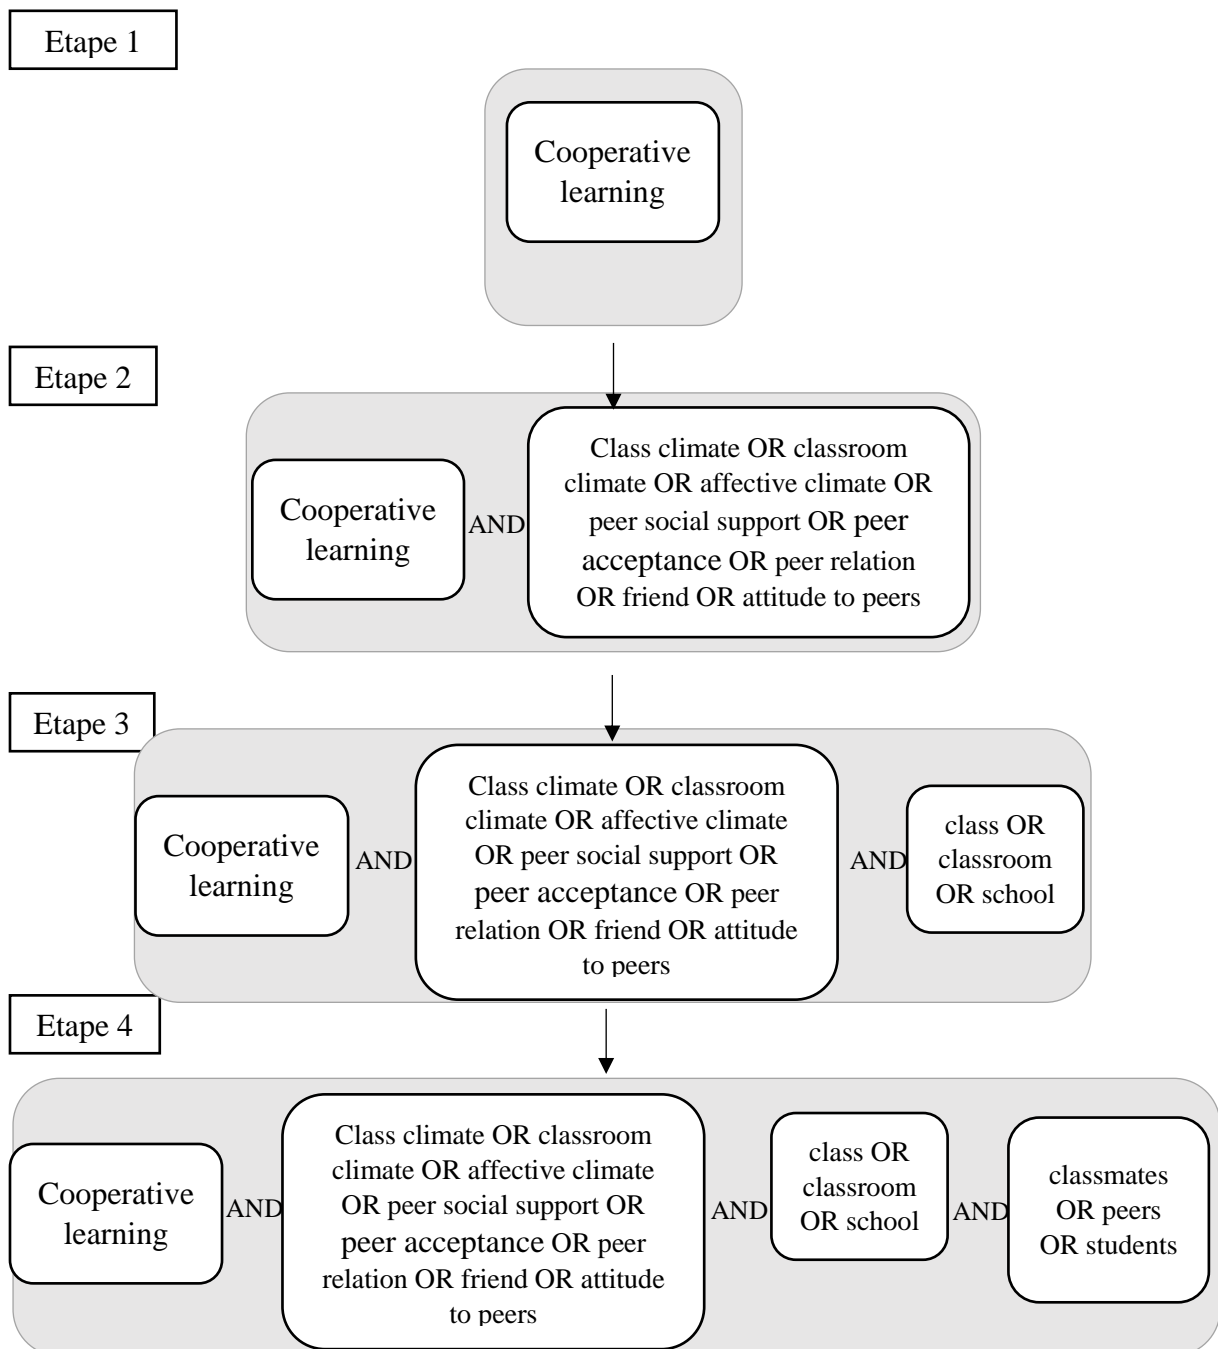 Etape 1
Cooperative
learning
Etape 2
Cooperative
learning
AND
Class climate OR classroom
climate OR affective climate OR
peer social support OR peer
acceptance OR peer relation
OR friend OR attitude to peers
Etape 3
Cooperative
learning
AND
Class climate OR classroom
climate OR affective climate
OR peer social support OR
peer acceptance OR peer
relation OR friend OR attitude
to peers
AND
class OR
classroom
OR school
Etape 4
Cooperative
learning
AND
Class climate OR classroom
climate OR affective climate
OR peer social support OR
peer acceptance OR peer
relation OR friend OR attitude
to peers
AND
class OR
classroom
OR school
AND
classmates
OR peers
OR students